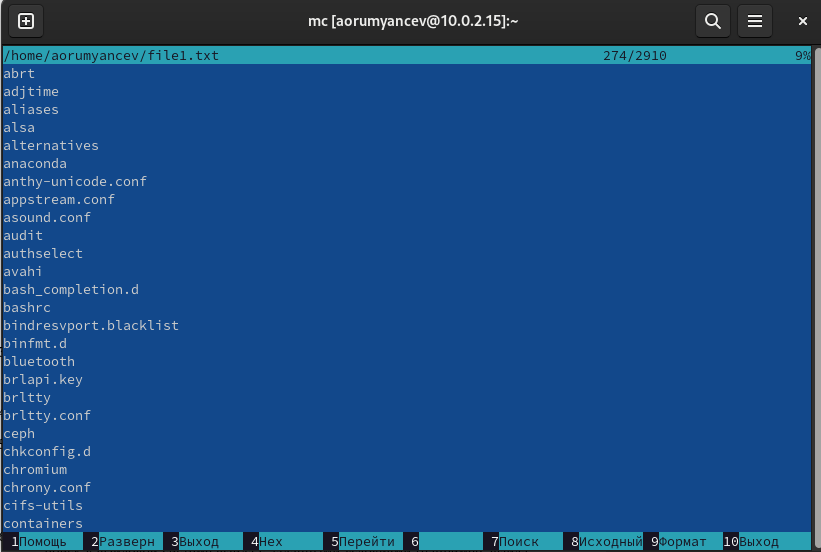 mc [aorumyancev@10.0.2.15]:~
/home/aorumyancev/file1.txt 274/2910 9%
abrt
adjtime
aliases
alsa
alternatives
anaconda
anthy-unicode.conf
appstream.conf
asound.conf
audit
authselect
avahi
bash_completion.d
bashrc
bindresvport.blacklist
binfmt.d
bluetooth
brlapi.key
brltty
brltty.conf
ceph
chkconfig.d
chromium
chrony.conf
cifs-utils
containers
1Помощь 2Разверн 3Выход 4Hex 5Перейти 6 7Поиск 8Исходный 9Формат 10Выход